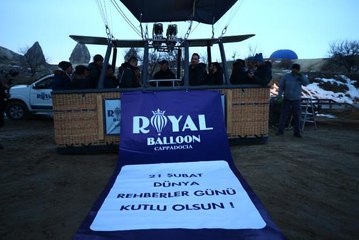 ROYAL
BALLOON
CAPPADOCIA
21 ŞUBAT
DÜNYA
REHBERLER GÜNÜ
KUTLU OLSUN !